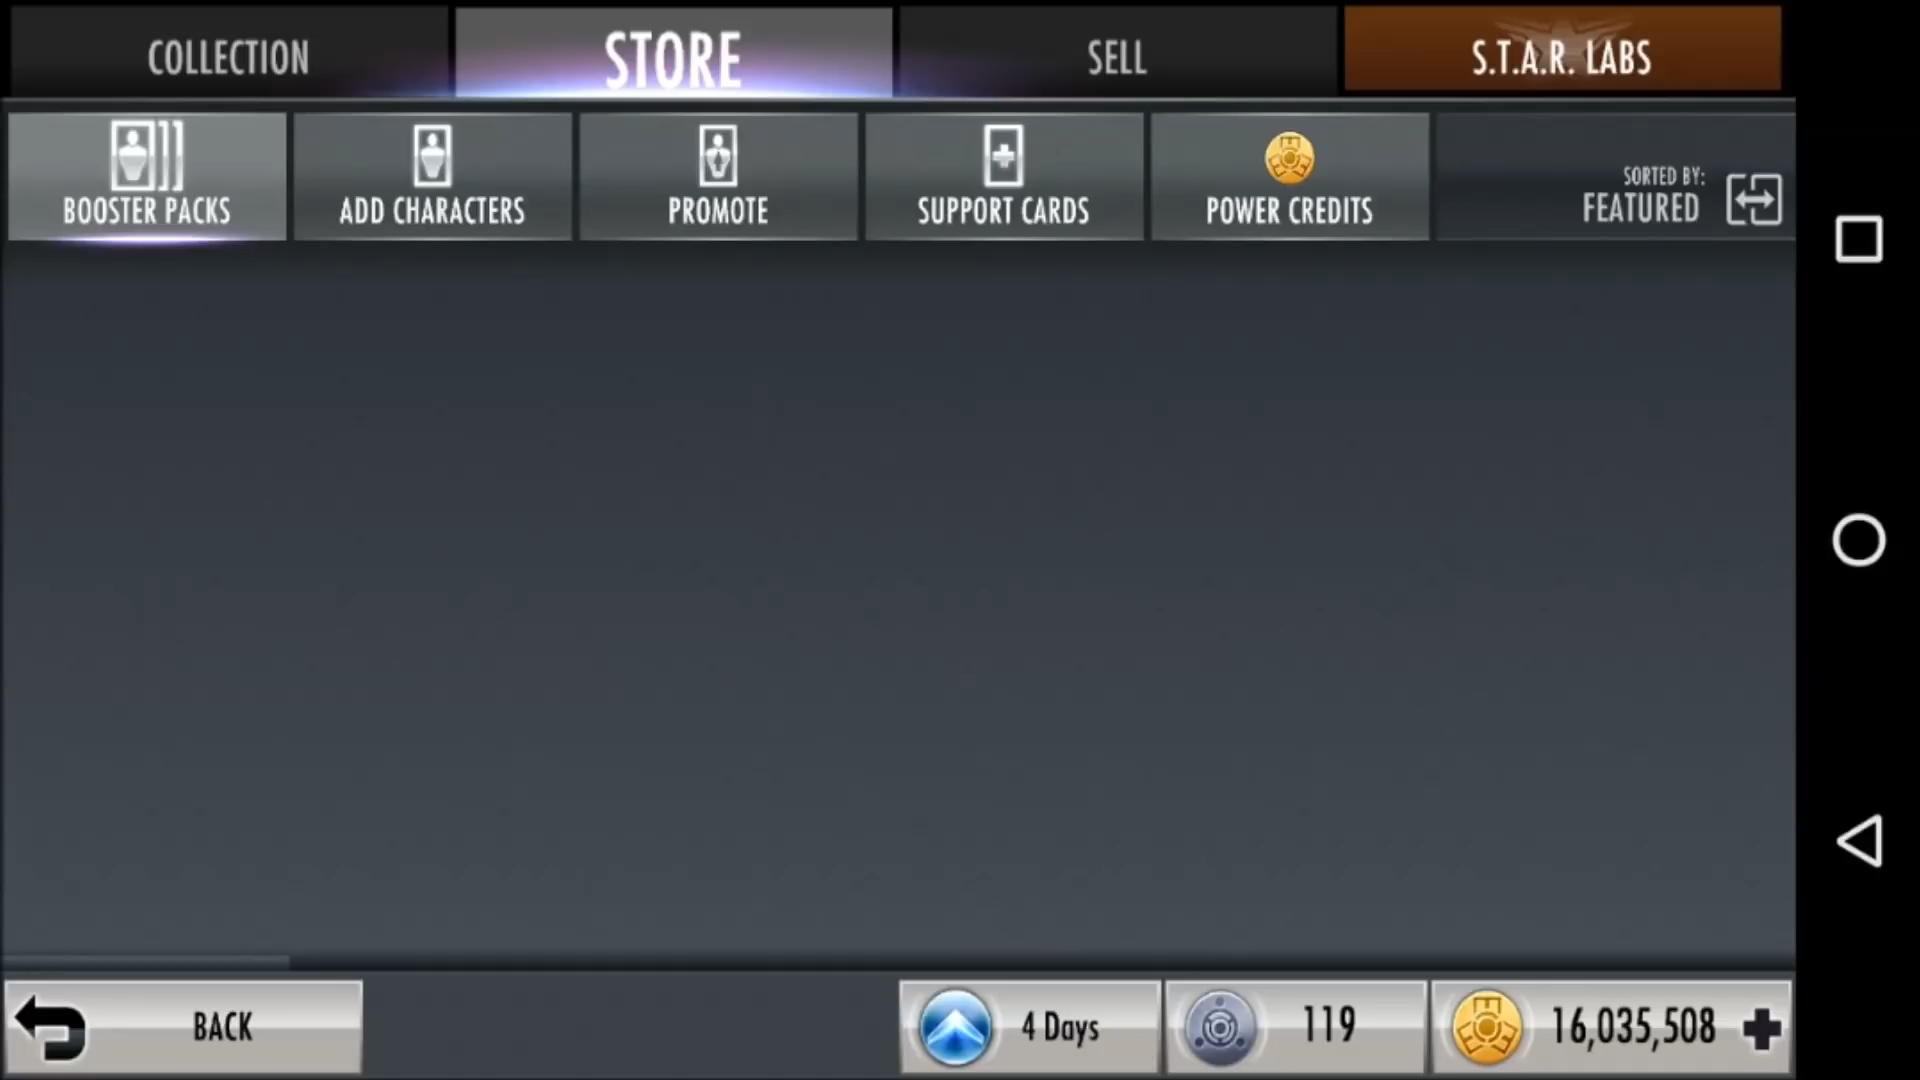 COLLECTION
STORE
SELL
S.T.A.R. LABS
BOOSTER PACKS
ADD CHARACTERS
PROMOTE
SUPPORT CARDS
POWER CREDITS
SORTED BY:
FEATURED
BACK
4 Days
119
16,035,508